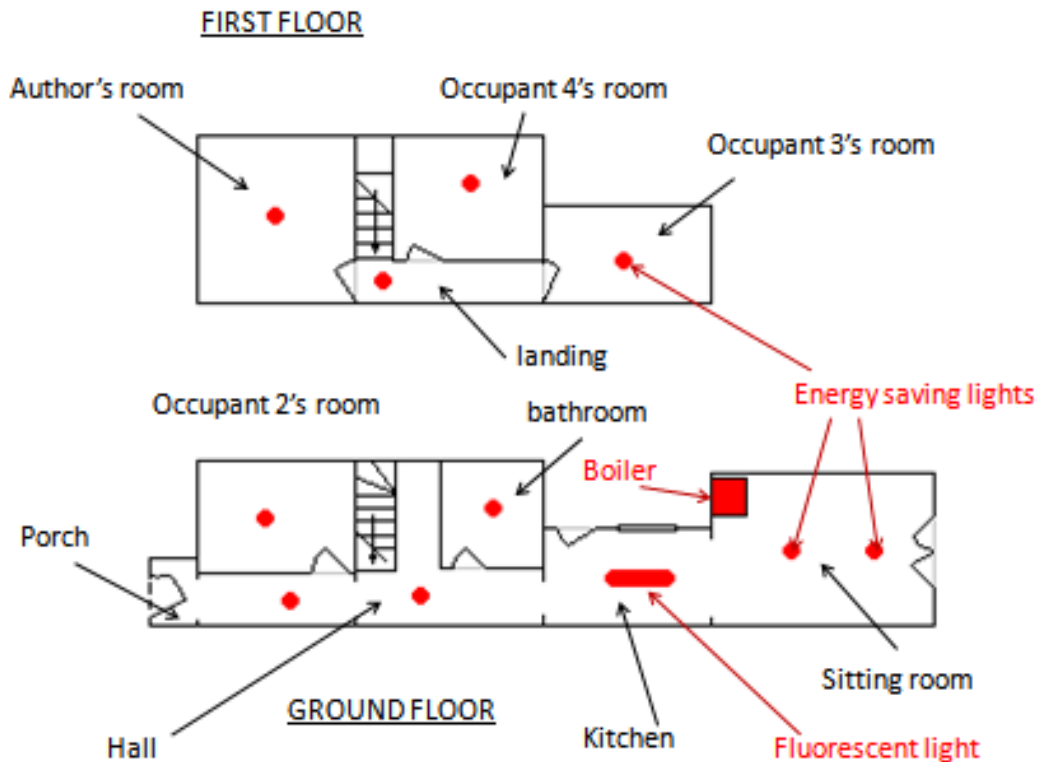 FIRST FLOOR
Author's room
Occupant 4's room
Occupant 3's room
landing
Energy saving lights
Occupant 2's room
bathroom
Boiler
Porch
Sitting room
GROUND FLOOR
Hall
Kitchen
Fluorescent light